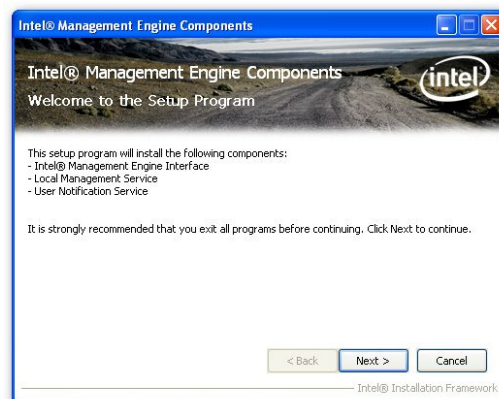 Intel® Management Engine Components
Intel® Management Engine Components
intel
Welcome to the Setup Program
This setup program will install the following components:
- Intel® Management Engine Interface
- Local Management Service
- User Notification Service
It is strongly recommended that you exit all programs before continuing. Click Next to continue.
< Back Next > Cancel
Intel® Installation Framework